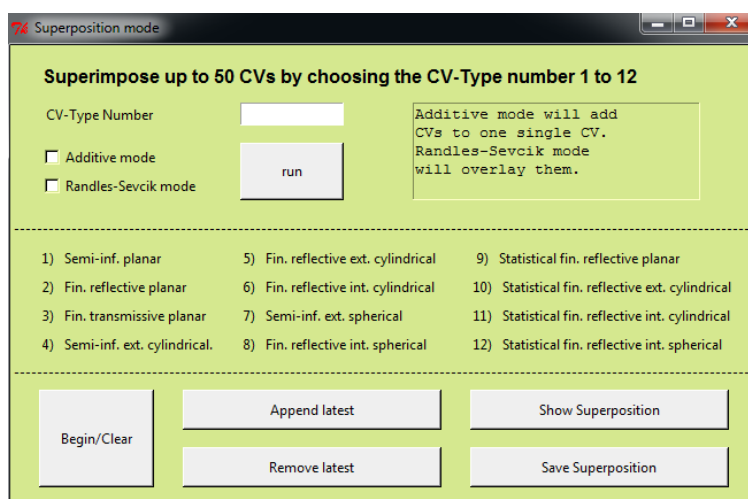 Superposition mode
Superimpose up to 50 CVs by choosing the CV-Type number 1 to 12
CV-Type Number
Additive mode
Randles-Sevcik mode
run
Additive mode will add
CVs to one single CV.
Randles-Sevcik mode
will overlay them.
1) Semi-inf. planar
2) Fin. reflective planar
3) Fin. transmissive planar
4) Semi-inf. ext. cylindrical.
5) Fin. reflective ext. cylindrical
6) Fin. reflective int. cylindrical
7) Semi-inf. ext. spherical
8) Fin. reflective int. spherical
9) Statistical fin. reflective planar
10) Statistical fin. reflective ext. cylindrical
11) Statistical fin. reflective int. cylindrical
12) Statistical fin. reflective int. spherical
Begin/Clear
Append latest
Remove latest
Show Superposition
Save Superposition